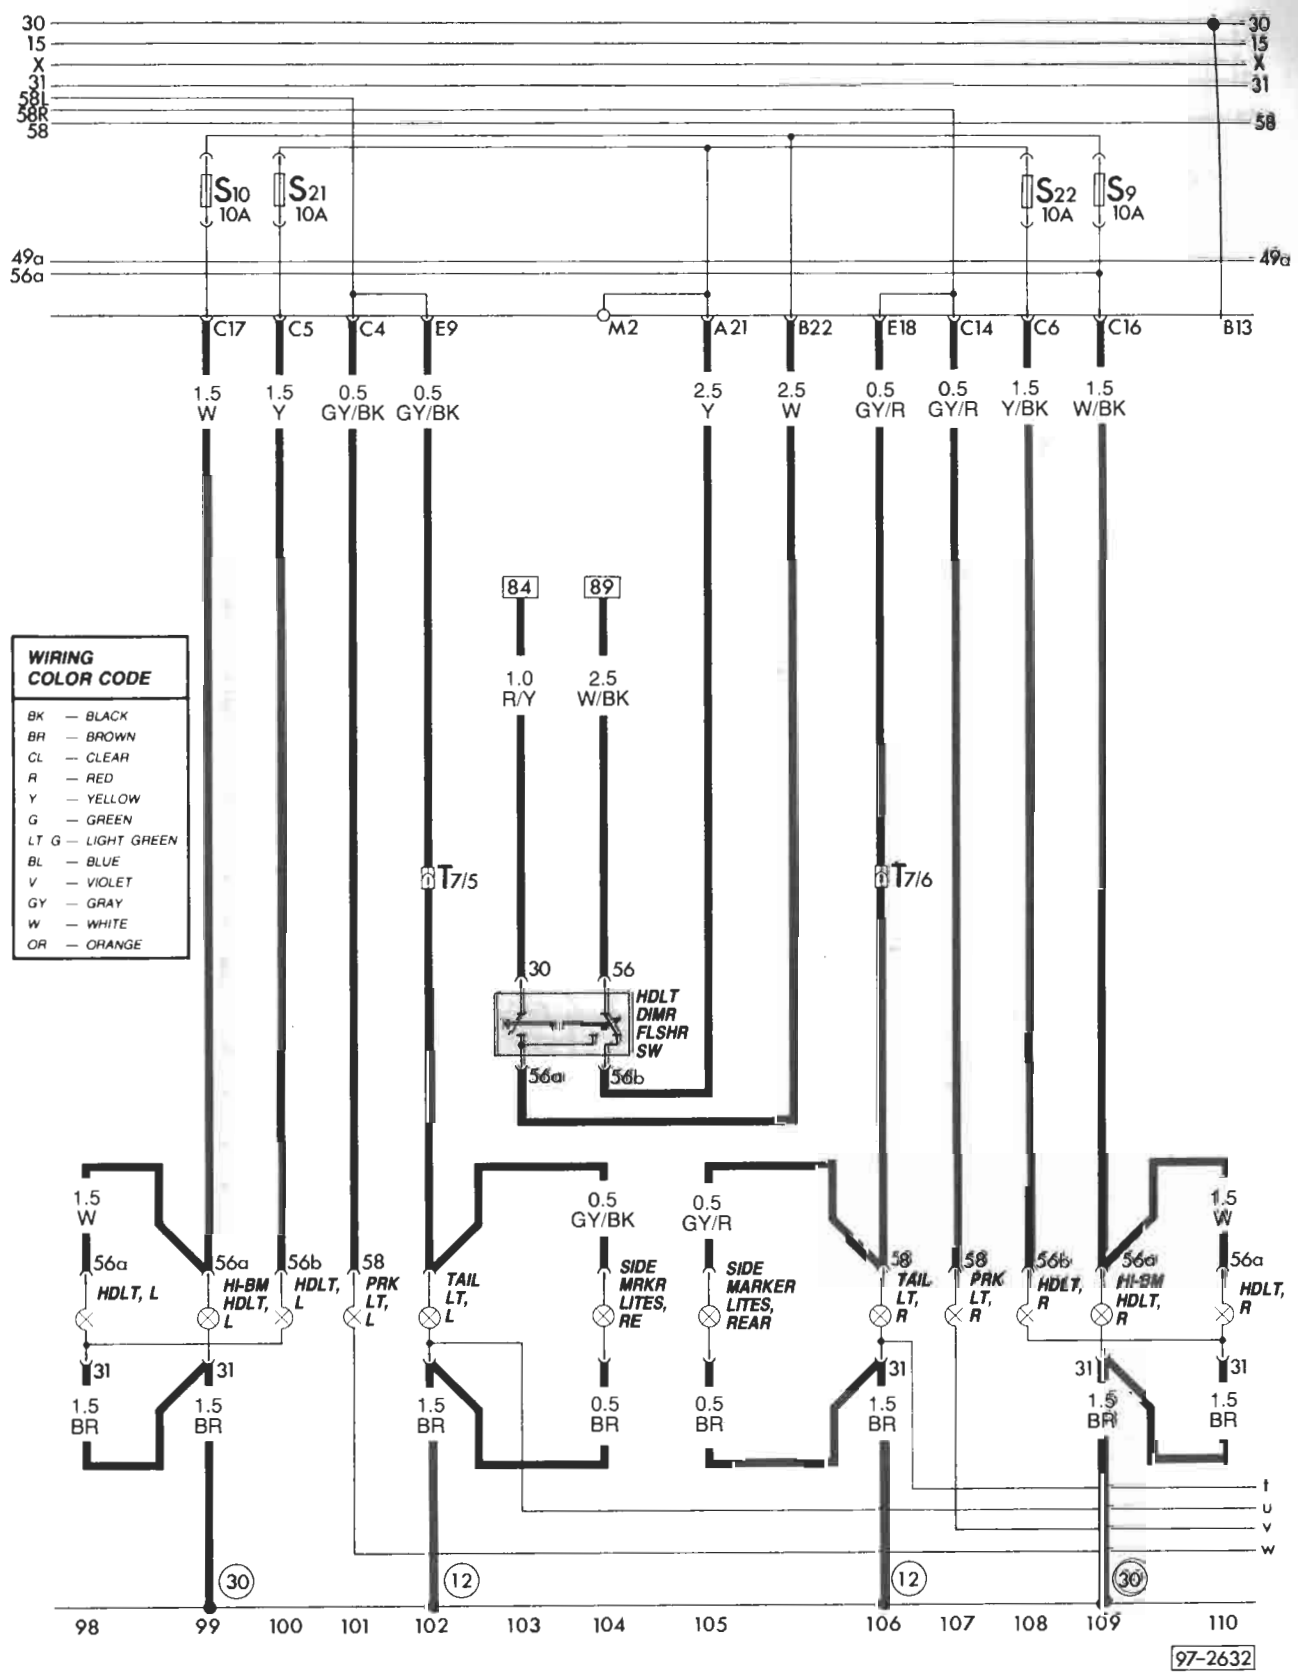 30 30
15 15
X X
31 31
58L
58R
58 58
S10 10A
S21 10A
S22 10A
S9 10A
49a 49a
56a
C17 C5 C4 E9 M2 A21 B22 E18 C14 C6 C16 B13
1.5 1.5 0.5 0.5 2.5 2.5 0.5 0.5 1.5 1.5
W Y GY/BK GY/BK Y W GY/R GY/R Y/BK W/BK
84 89
1.0 2.5
R/Y W/BK
WIRING
COLOR CODE
BK — BLACK
BR — BROWN
CL — CLEAR
R — RED
Y — YELLOW
G — GREEN
LT G — LIGHT GREEN
BL — BLUE
V — VIOLET
GY — GRAY
W — WHITE
OR — ORANGE
T7/5 T7/6
30 56
HDLT
DIMR
FLSHR
SW
56a 56b
1.5
W
0.5
GY/BK
0.5
GY/R
1.5
W
56a 56a 56b 58 58 58 56b 56a 56a
HDLT, L
HI-BM
HDLT,
L
HDLT,
L
PRK
LT,
L
TAIL
LT,
L
SIDE
MRKR
LITES,
RE
SIDE
MARKER
LITES,
REAR
TAIL
LT,
R
PRK
LT,
R
HDLT,
R
HI-BM
HDLT,
R
HDLT,
R
31 31 31 31 31
1.5 1.5 1.5 0.5 0.5 1.5 1.5 1.5
BR BR BR BR BR BR BR BR
t
u
v
w
30 12 12 30
98 99 100 101 102 103 104 105 106 107 108 109 110
97-2632